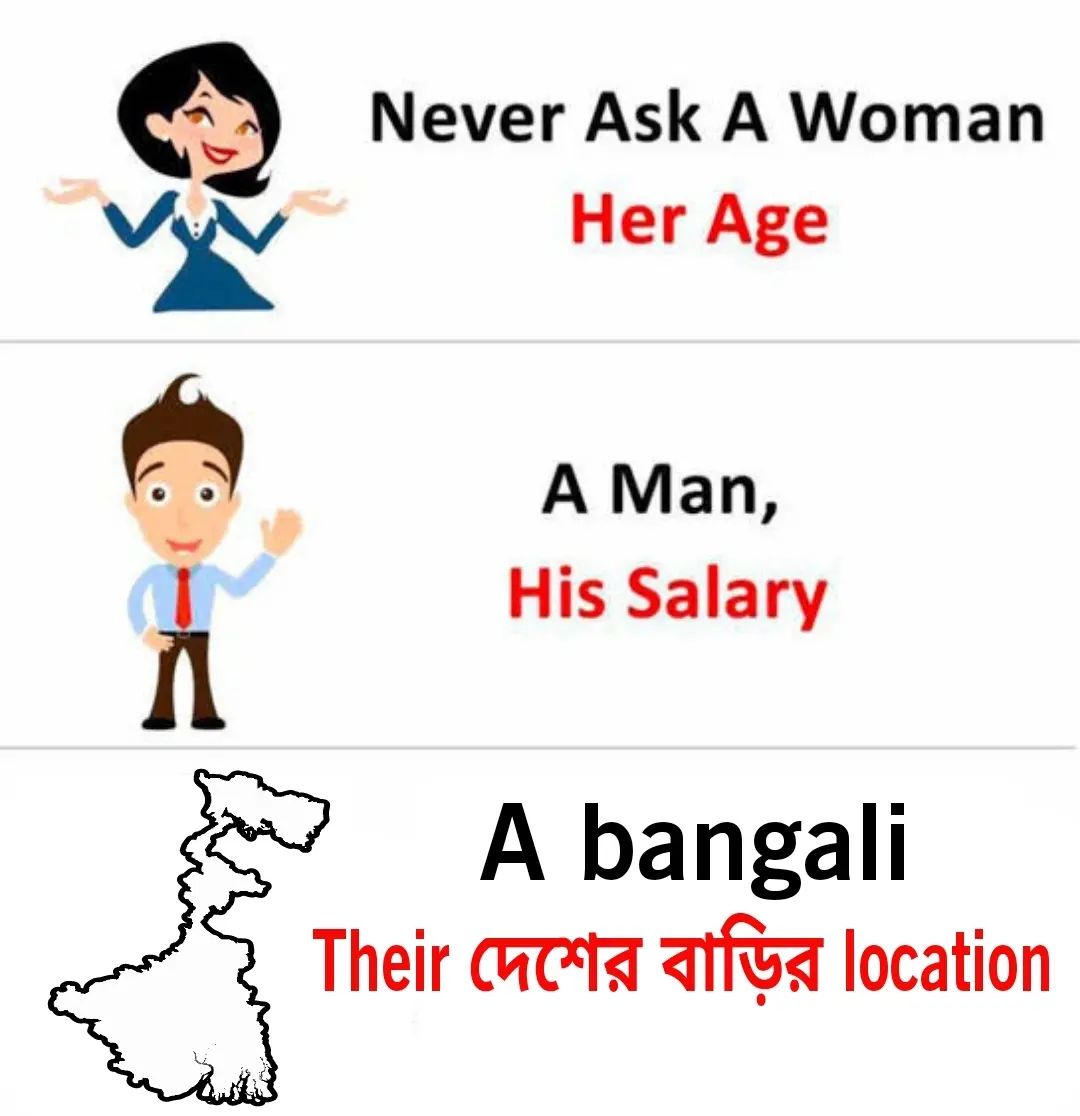 Never Ask A Woman
Her Age
A Man,
His Salary
A bangali
Their দেশের বাড়ির location